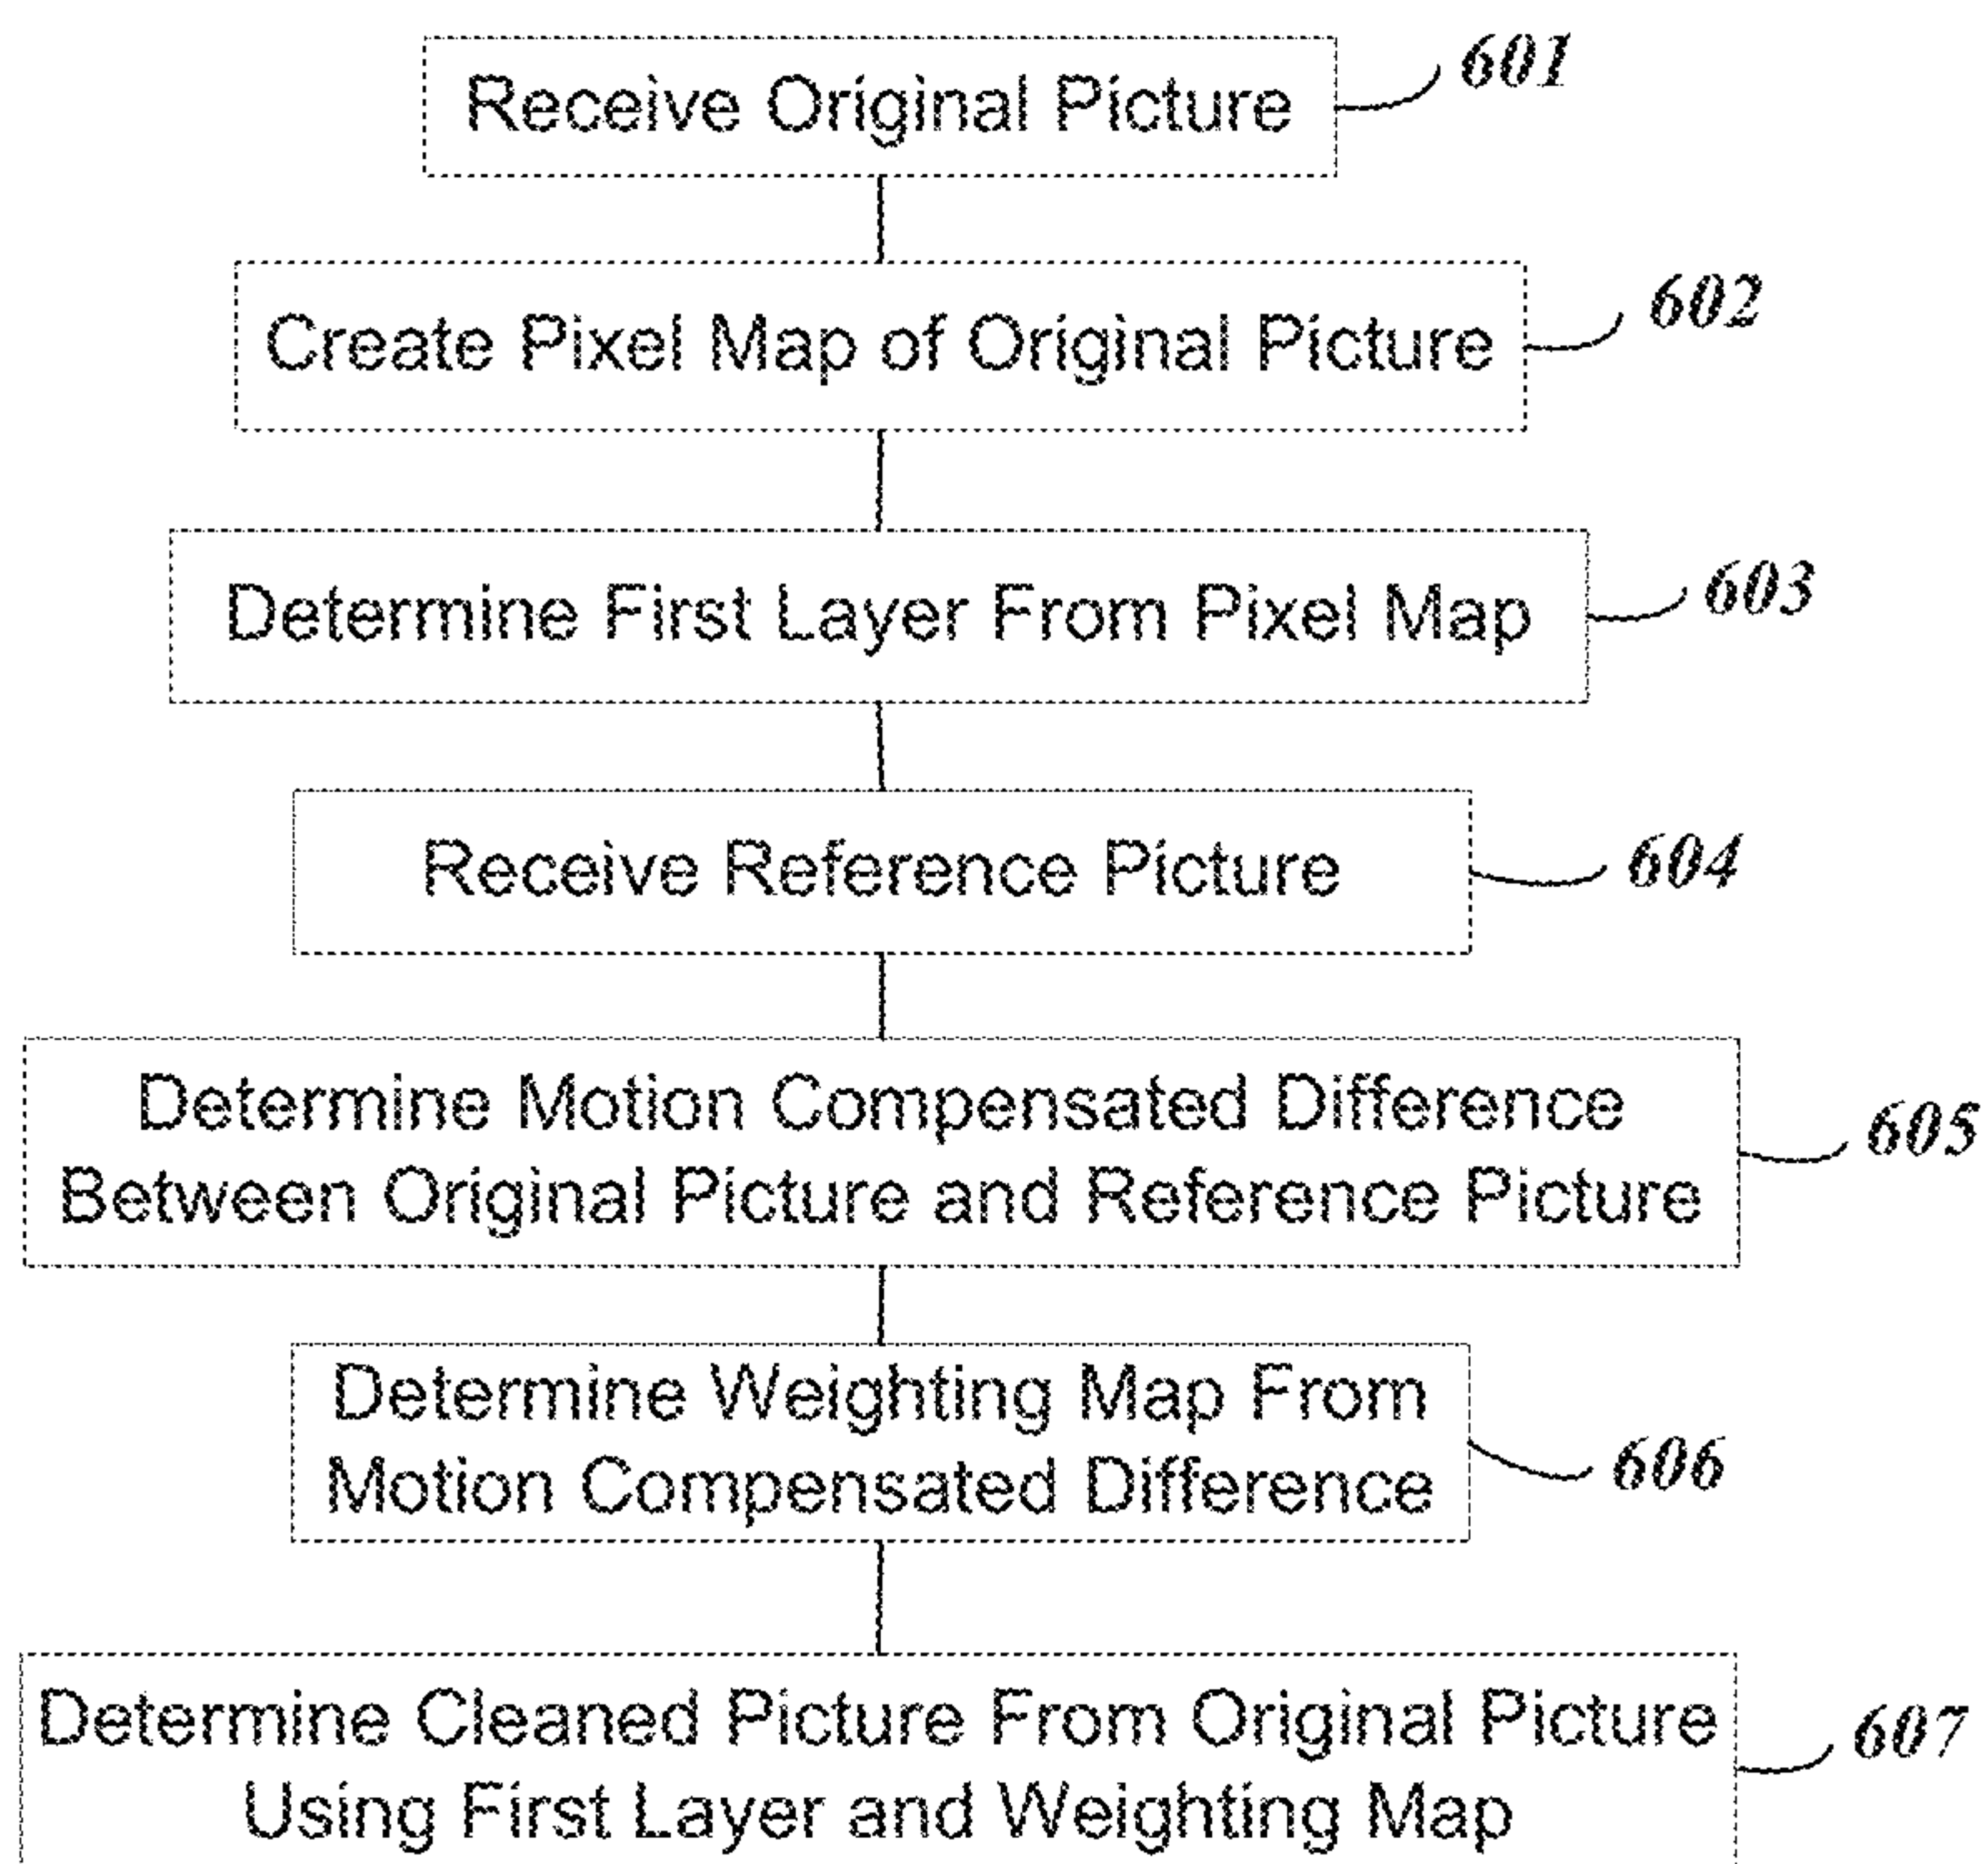 Receive Original Picture
601
Create Pixel Map of Original Picture
602
Determine First Layer From Pixel Map
603
Receive Reference Picture
604
Determine Motion Compensated Difference
Between Original Picture and Reference Picture
605
Determine Weighting Map From
Motion Compensated Difference
606
Determine Cleaned Picture From Original Picture
Using First Layer and Weighting Map
607